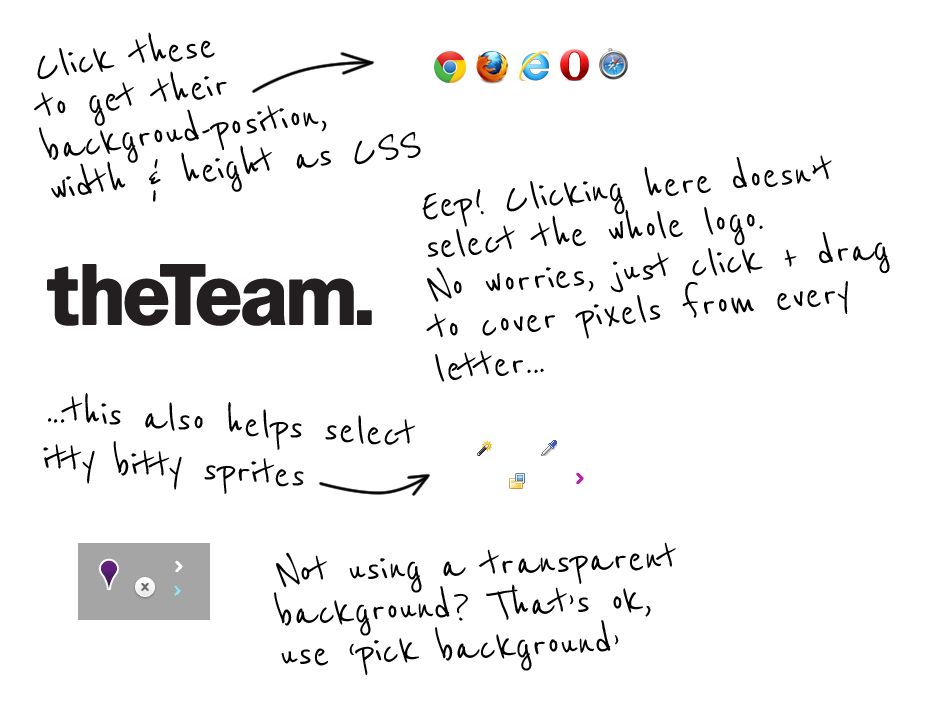 Click these
to get their
backgroud-position,
width & height as CSS
Eep! Clicking here doesn't
select the whole logo.
No worries, just click + drag
to cover pixels from every
letter...
theTeam.
...this also helps select
itty bitty sprites
Not using a transparent
background? That's ok,
use 'pick background'